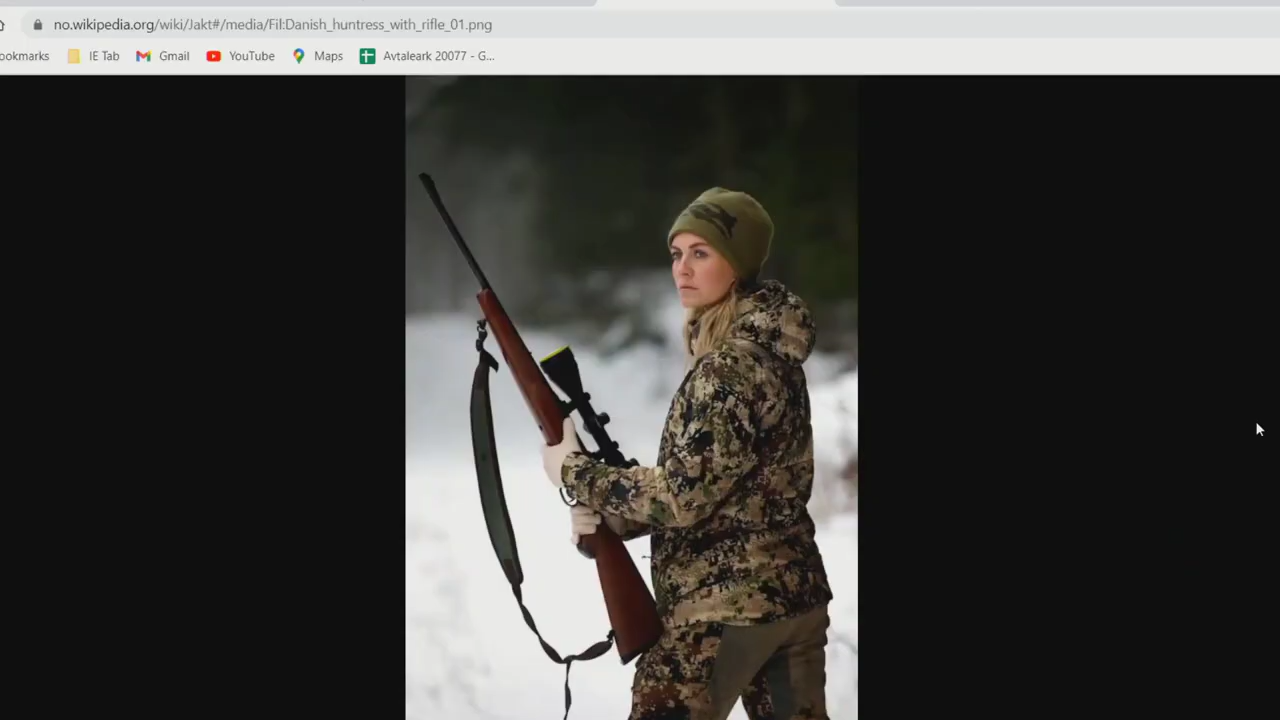 no.wikipedia.org/wiki/Jakt#/media/Fil:Danish_huntress_with_rifle_01.png
ookmarks IE Tab Gmail YouTube Maps Avtaleark 20077 - G...